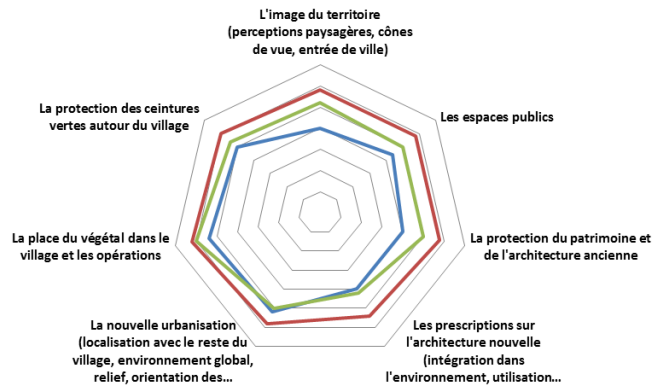 L'image du territoire
(perceptions paysagères, cônes
de vue, entrée de ville)
Les espaces publics
La protection du patrimoine et
de l'architecture ancienne
Les prescriptions sur
l'architecture nouvelle
(intégration dans
l'environnement, utilisation...
La nouvelle urbanisation
(localisation avec le reste du
village, environnement global,
relief, orientation des...
La place du végétal dans le
village et les opérations
La protection des ceintures
vertes autour du village